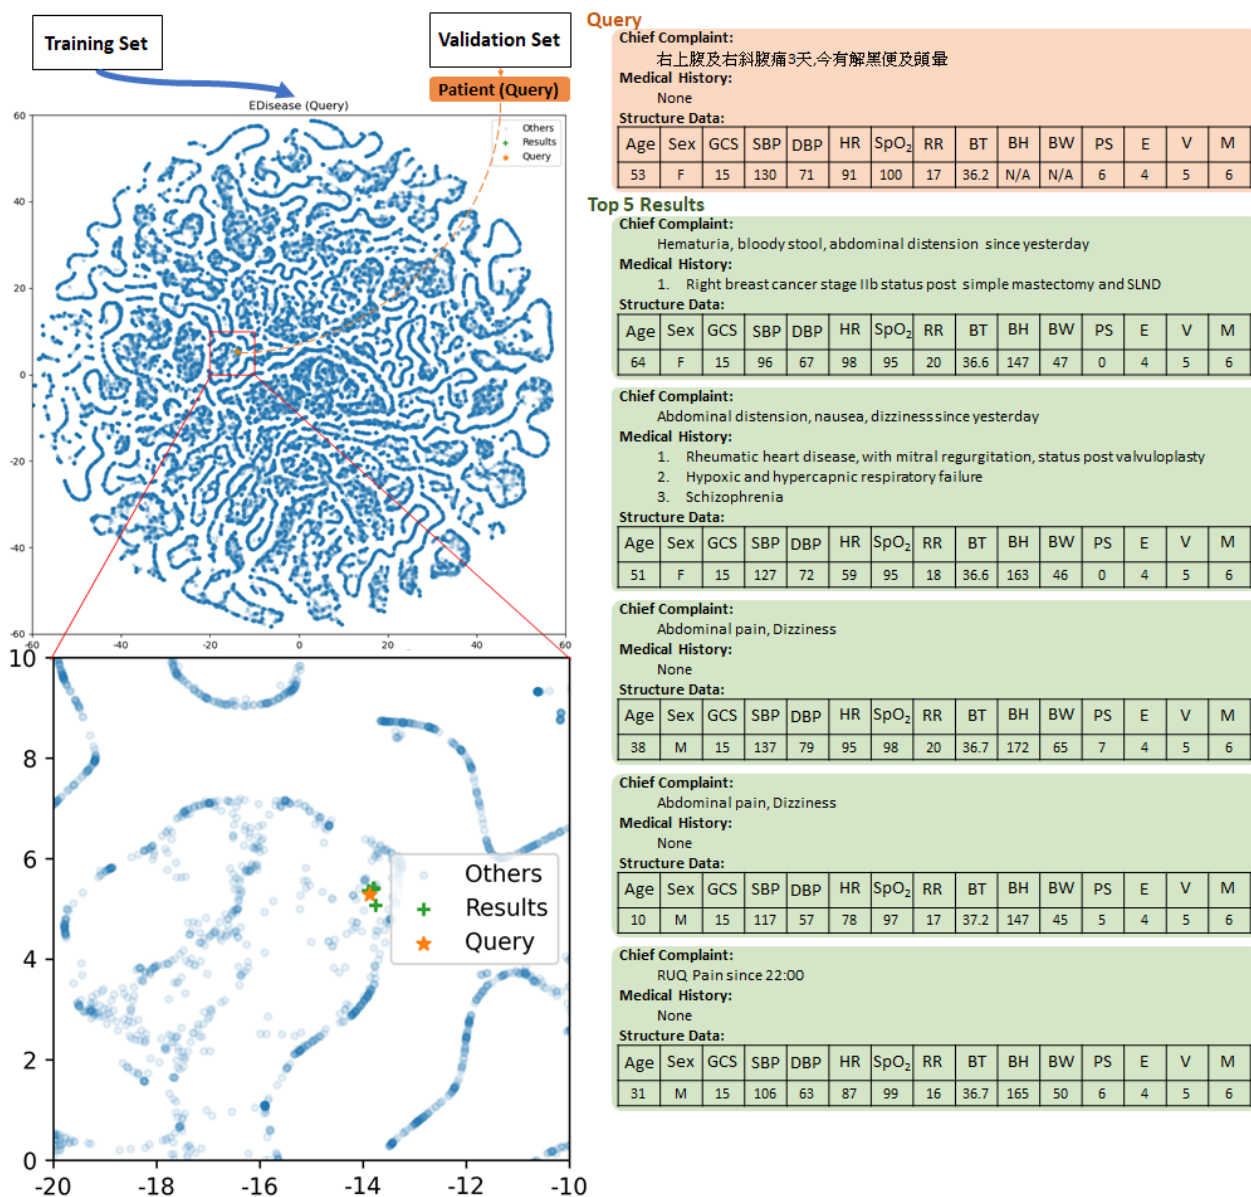 Training Set
Validation Set
Patient (Query)
EDisease (Query)
Others
Results
Query
60
40
20
0
-20
-40
-60
-60
-40
-20
0
20
40
60
10
8
6
4
2
0
-20
-18
-16
-14
-12
-10
Others
Results
Query
Query
Chief Complaint:
右上腹及右斜腹痛3天,今有解黑便及頭暈
Medical History:
None
Structure Data:
Age Sex GCS SBP DBP HR SpO2 RR BT BH BW PS E V M
53 F 15 130 71 91 100 17 36.2 N/A N/A 6 4 5 6
Top 5 Results
Chief Complaint:
Hematuria, bloody stool, abdominal distension since yesterday
Medical History:
1. Right breast cancer stage IIb status post simple mastectomy and SLND
Structure Data:
Age Sex GCS SBP DBP HR SpO2 RR BT BH BW PS E V M
64 F 15 96 67 98 95 20 36.6 147 47 0 4 5 6
Chief Complaint:
Abdominal distension, nausea, dizziness since yesterday
Medical History:
1. Rheumatic heart disease, with mitral regurgitation, status post valvuloplasty
2. Hypoxic and hypercapnic respiratory failure
3. Schizophrenia
Structure Data:
Age Sex GCS SBP DBP HR SpO2 RR BT BH BW PS E V M
51 F 15 127 72 59 95 18 36.6 163 46 0 4 5 6
Chief Complaint:
Abdominal pain, Dizziness
Medical History:
None
Structure Data:
Age Sex GCS SBP DBP HR SpO2 RR BT BH BW PS E V M
38 M 15 137 79 95 98 20 36.7 172 65 7 4 5 6
Chief Complaint:
Abdominal pain, Dizziness
Medical History:
None
Structure Data:
Age Sex GCS SBP DBP HR SpO2 RR BT BH BW PS E V M
10 M 15 117 57 78 97 17 37.2 147 45 5 4 5 6
Chief Complaint:
RUQ Pain since 22:00
Medical History:
None
Structure Data:
Age Sex GCS SBP DBP HR SpO2 RR BT BH BW PS E V M
31 M 15 106 63 87 99 16 36.7 165 50 6 4 5 6